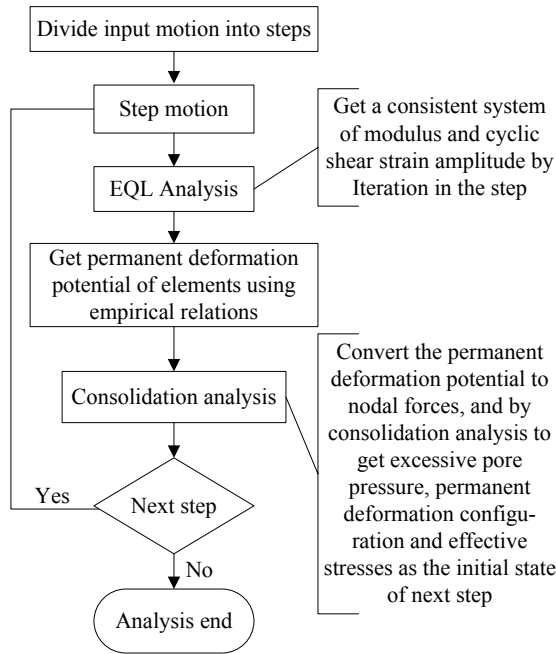 Divide input motion into steps
Step motion
EQL Analysis
Get a consistent system
of modulus and cyclic
shear strain amplitude by
Iteration in the step
Get permanent deformation
potential of elements using
empirical relations
Consolidation analysis
Convert the permanent
deformation potential to
nodal forces, and by
consolidation analysis to
get excessive pore
pressure, permanent
deformation configu-
ration and effective
stresses as the initial state
of next step
Yes
Next step
No
Analysis end